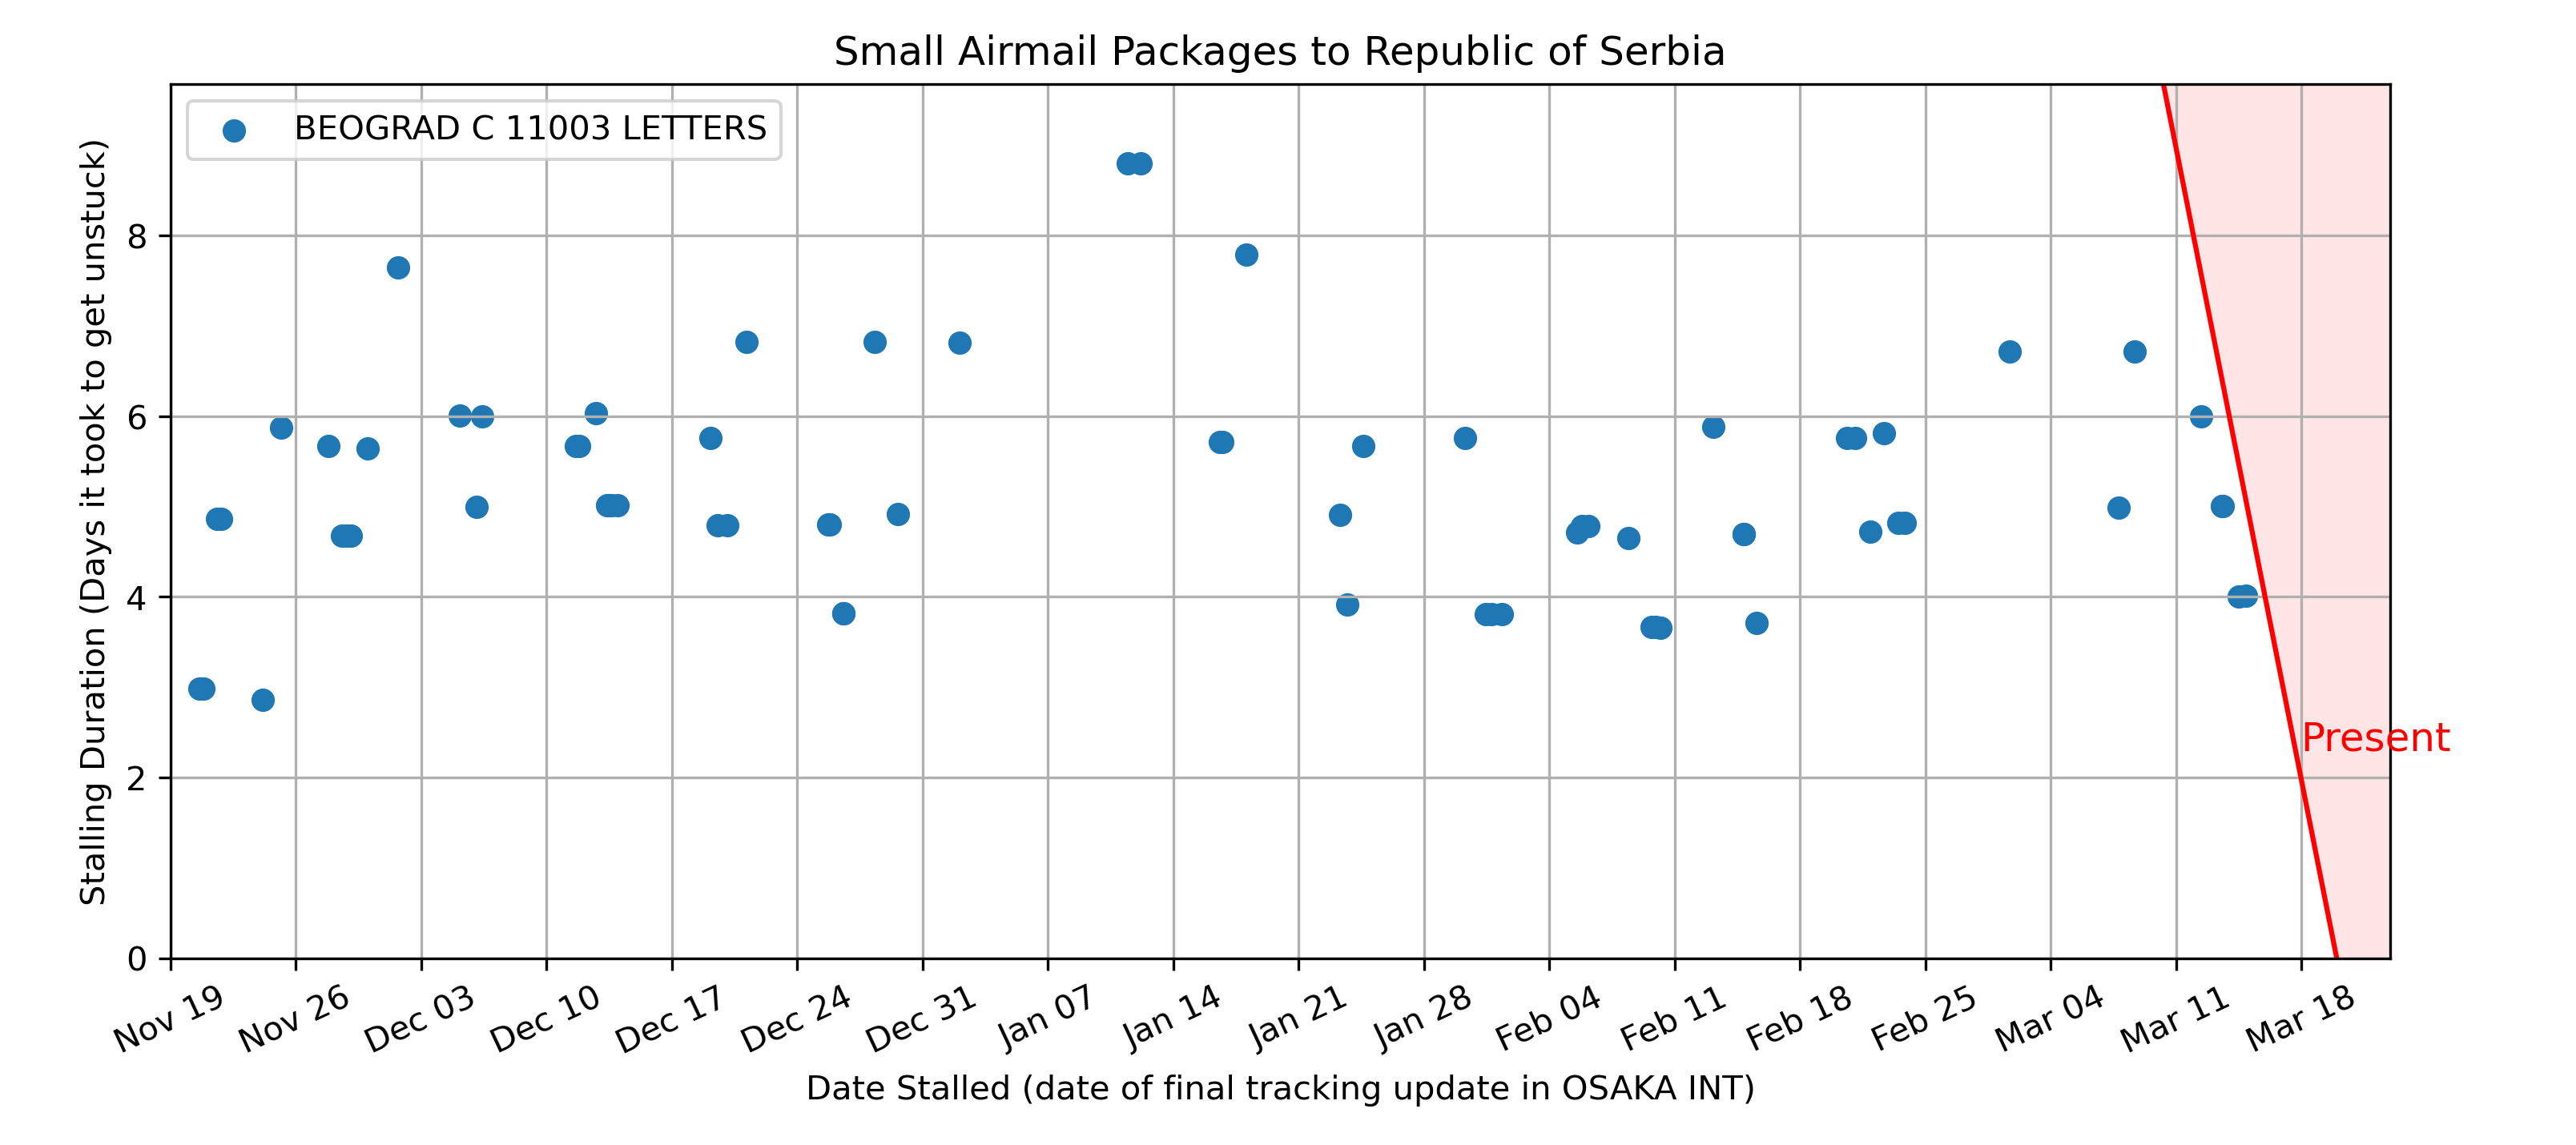 Small Airmail Packages to Republic of Serbia
BEOGRAD C 11003 LETTERS
Stalling Duration (Days it took to get unstuck)
8
6
4
2
0
Present
Nov 19
Nov 26
Dec 03
Dec 10
Dec 17
Dec 24
Dec 31
Jan 07
Jan 14
Jan 21
Jan 28
Feb 04
Feb 11
Feb 18
Feb 25
Mar 04
Mar 11
Mar 18
Date Stalled (date of final tracking update in OSAKA INT)